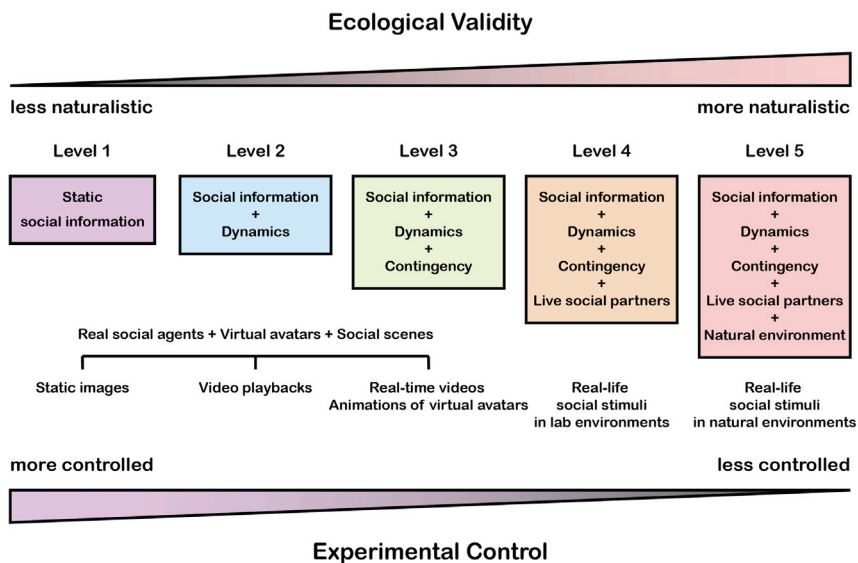 Ecological Validity
less naturalistic
more naturalistic
Level 1
Level 2
Level 3
Level 4
Level 5
Static
social information
Social information
+
Dynamics
Social information
+
Dynamics
+
Contingency
Social information
+
Dynamics
+
Contingency
+
Live social partners
Social information
+
Dynamics
+
Contingency
+
Live social partners
+
Natural environment
Real social agents + Virtual avatars + Social scenes
Static images
Video playbacks
Real-time videos
Animations of virtual avatars
Real-life
social stimuli
in lab environments
Real-life
social stimuli
in natural environments
more controlled
less controlled
Experimental Control